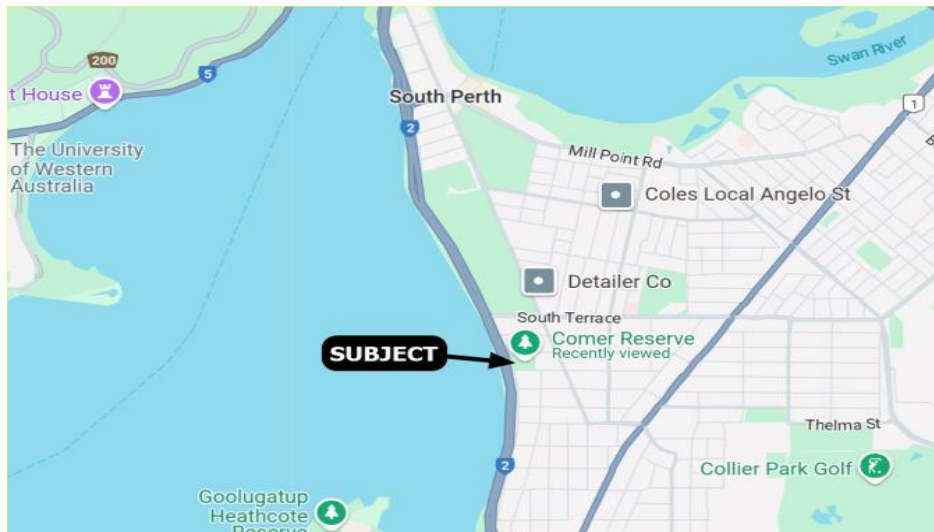 200
5
t House
The University
of Western
Australia
South Perth
2
Swan River
1
Mill Point Rd
Coles Local Angelo St
Detailer Co
South Terrace
Comer Reserve
Recently viewed
SUBJECT
Thelma St
2
Collier Park Golf
Goolugatup
Heathcote
Reserve